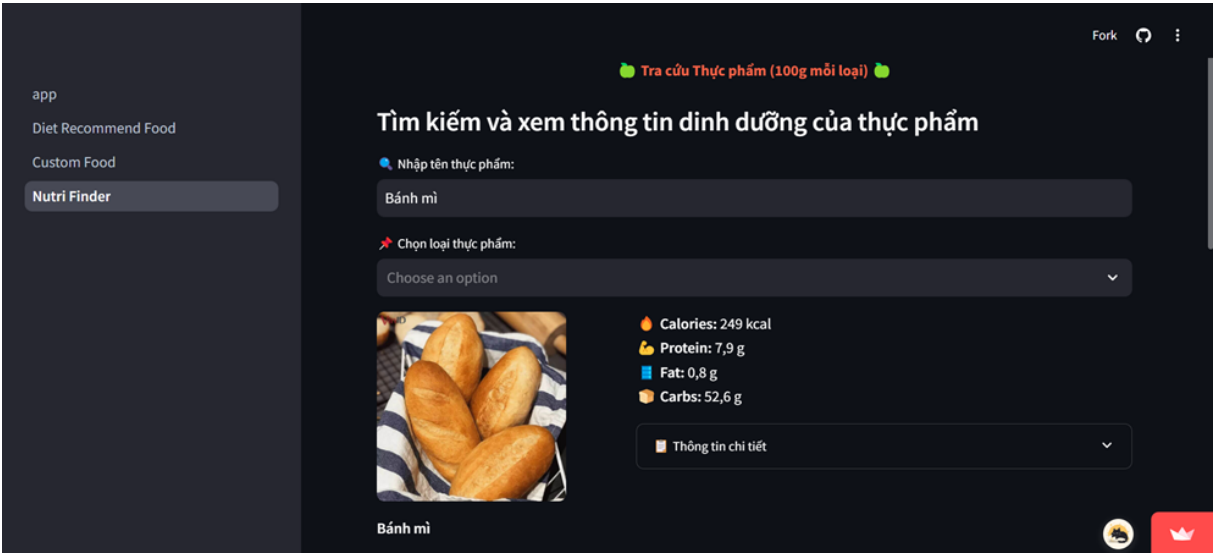 Fork
app
Diet Recommend Food
Custom Food
Nutri Finder
🍏 Tra cứu Thực phẩm (100g mỗi loại) 🍏
Tìm kiếm và xem thông tin dinh dưỡng của thực phẩm
🔍 Nhập tên thực phẩm:
Bánh mì
📌 Chọn loại thực phẩm:
Choose an option
🔥 Calories: 249 kcal
💪 Protein: 7,9 g
🥓 Fat: 0,8 g
🍞 Carbs: 52,6 g
📋 Thông tin chi tiết
Bánh mì